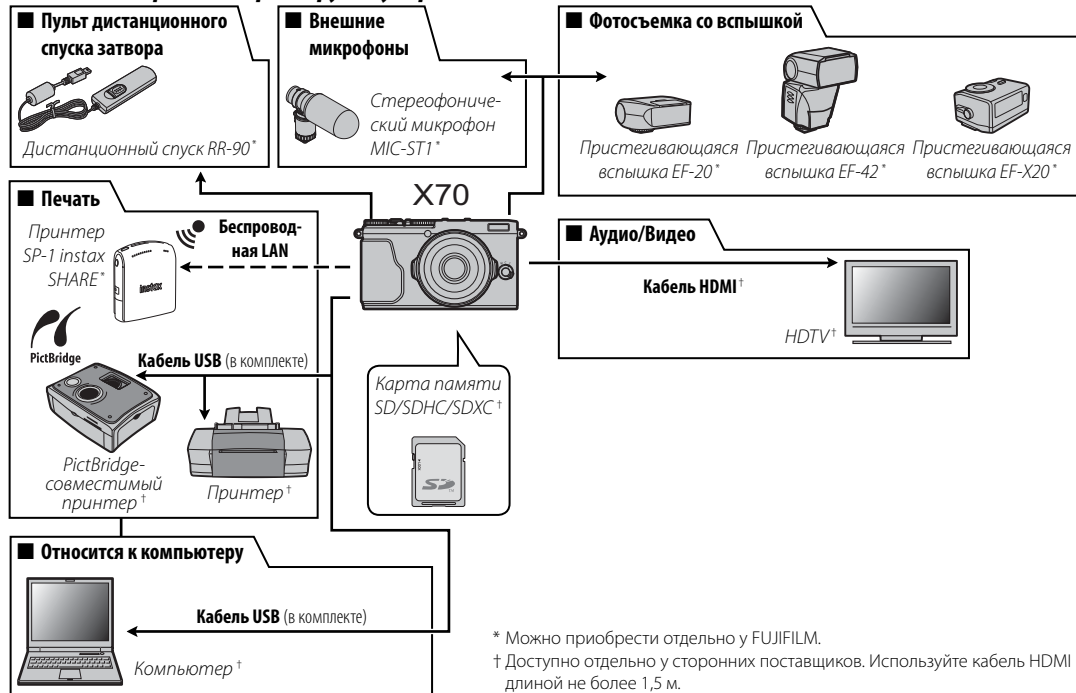 ■ Пульт дистанционного
спуска затвора
Дистанционный спуск RR-90*
■ Внешние
микрофоны
Стереофониче-
ский микрофон
MIC-ST1*
■ Фотосъемка со вспышкой
Пристегивающаяся
вспышка EF-20*
Пристегивающаяся
вспышка EF-42*
Пристегивающаяся
вспышка EF-X20*
■ Печать
Принтер
SP-1 instax
SHARE*
instax
Беспровод-
ная LAN
X70
■ Аудио/Видео
Кабель HDMI†
HDTV†
PictBridge
Кабель USB (в комплекте)
PictBridge-
совместимый
принтер†
Принтер†
Карта памяти
SD/SDHC/SDXC†
SD
■ Относится к компьютеру
Кабель USB (в комплекте)
Компьютер†
* Можно приобрести отдельно у FUJIFILM.
† Доступно отдельно у сторонних поставщиков. Используйте кабель HDMI
длиной не более 1,5 м.